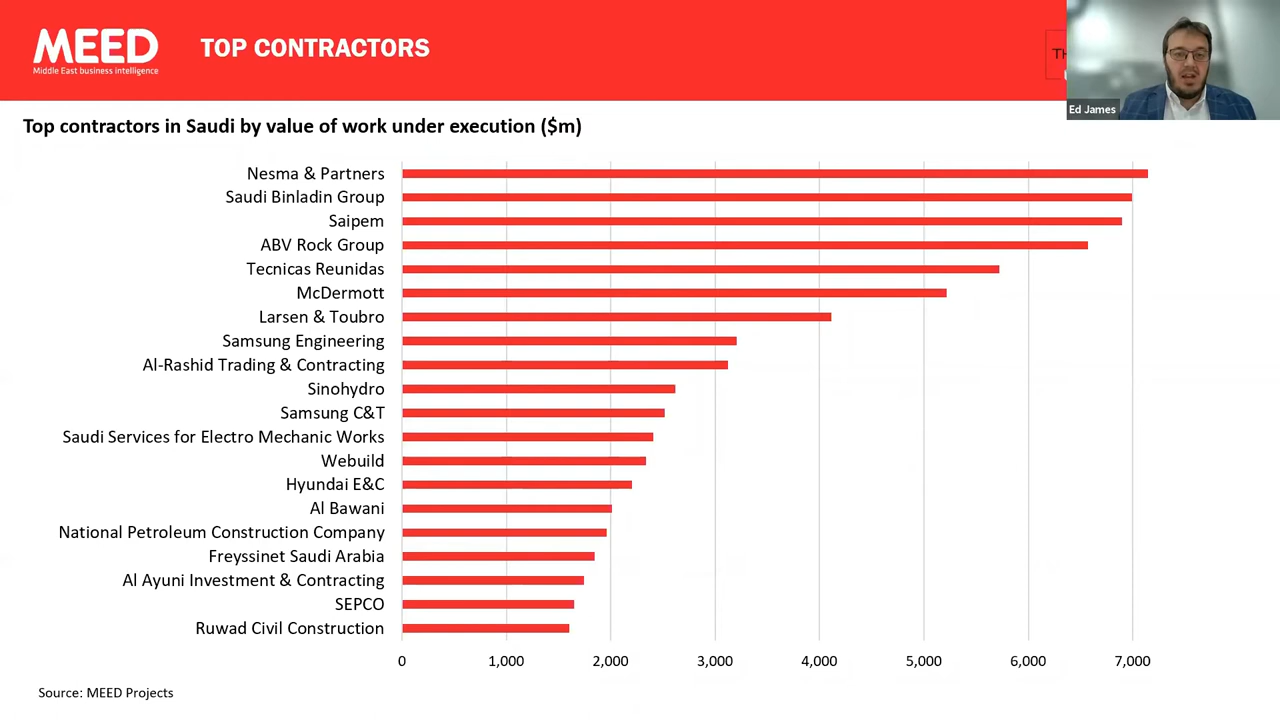 MEED
Middle East business intelligence
TOP CONTRACTORS
Ed James
Top contractors in Saudi by value of work under execution ($m)
Nesma & Partners
Saudi Binladin Group
Saipem
ABV Rock Group
Tecnicas Reunidas
McDermott
Larsen & Toubro
Samsung Engineering
Al-Rashid Trading & Contracting
Sinohydro
Samsung C&T
Saudi Services for Electro Mechanic Works
Webuild
Hyundai E&C
Al Bawani
National Petroleum Construction Company
Freyssinet Saudi Arabia
Al Ayuni Investment & Contracting
SEPCO
Ruwad Civil Construction
0 1,000 2,000 3,000 4,000 5,000 6,000 7,000
Source: MEED Projects